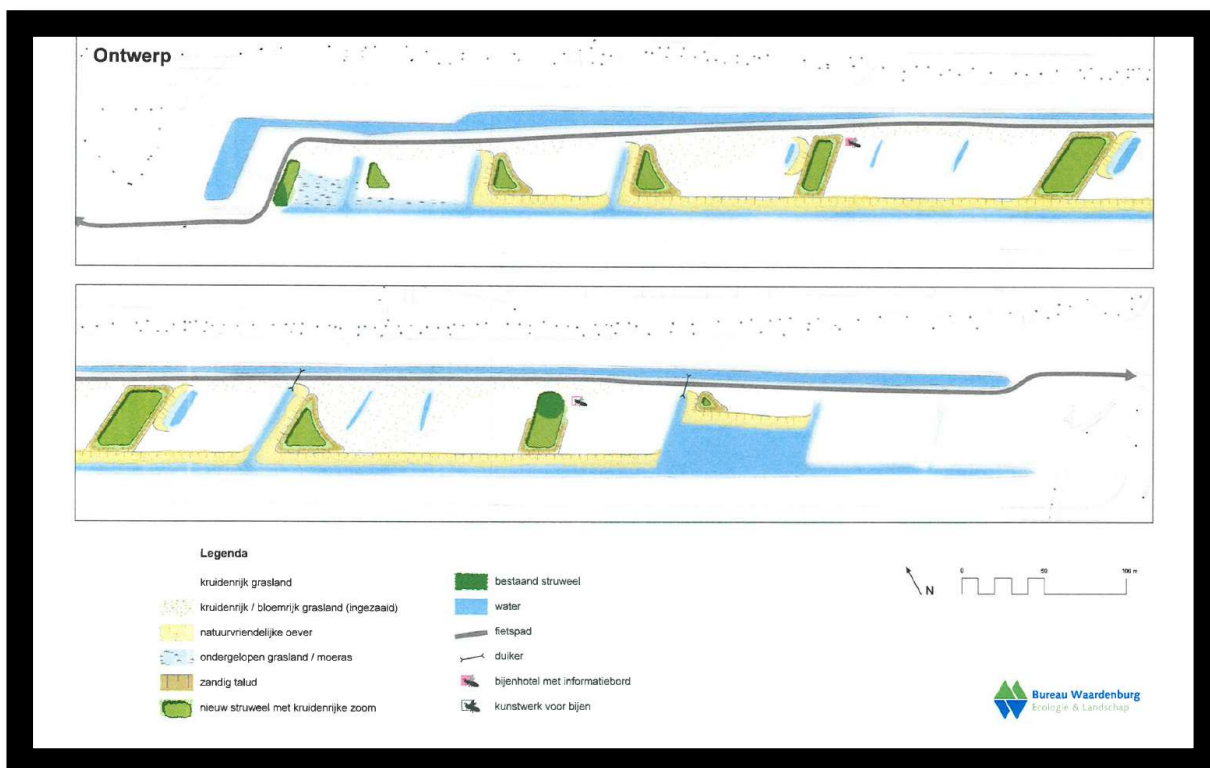 Ontwerp
Legenda
kruidenrijk grasland
kruidenrijk / bloemrijk grasland (ingezaaid)
natuurvriendelijke oever
ondergelopen grasland / moeras
zandig talud
nieuw struweel met kruidenrijke zoom
bestaand struweel
water
fietspad
duiker
bijenhotel met informatiebord
kunstwerk voor bijen
N
0 50 100 m
Bureau Waardenburg
Ecologie & Landschap